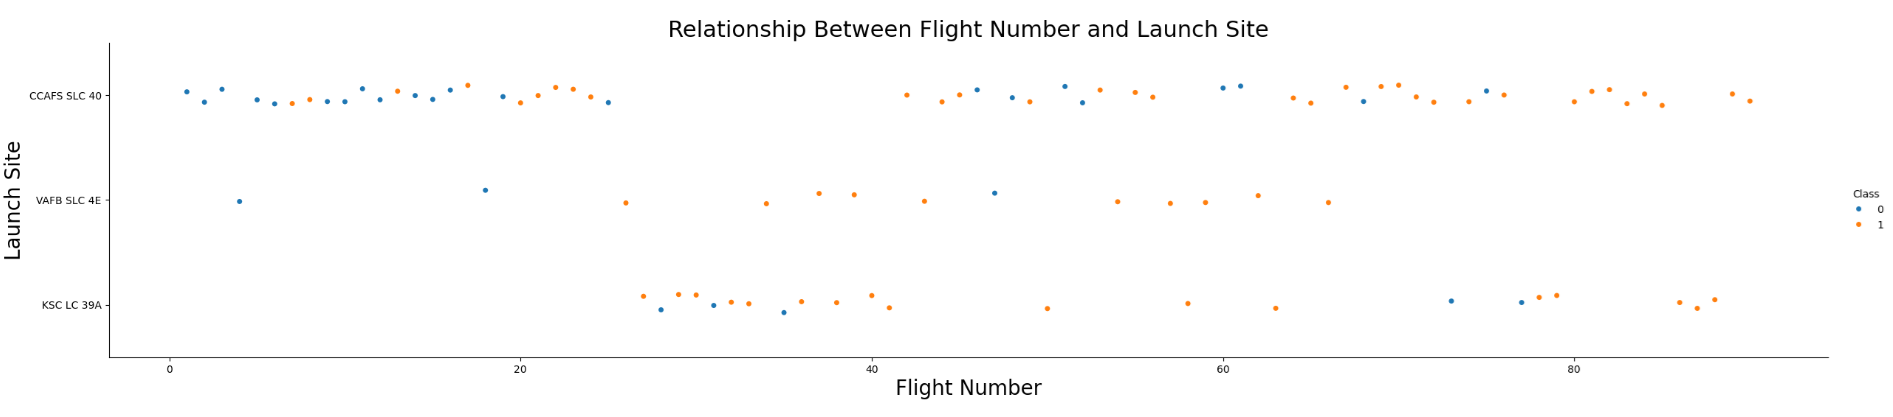 Relationship Between Flight Number and Launch Site
Launch Site
CCAFS SLC 40
VAFB SLC 4E
KSC LC 39A
0
20
40
60
80
Flight Number
Class
0
1